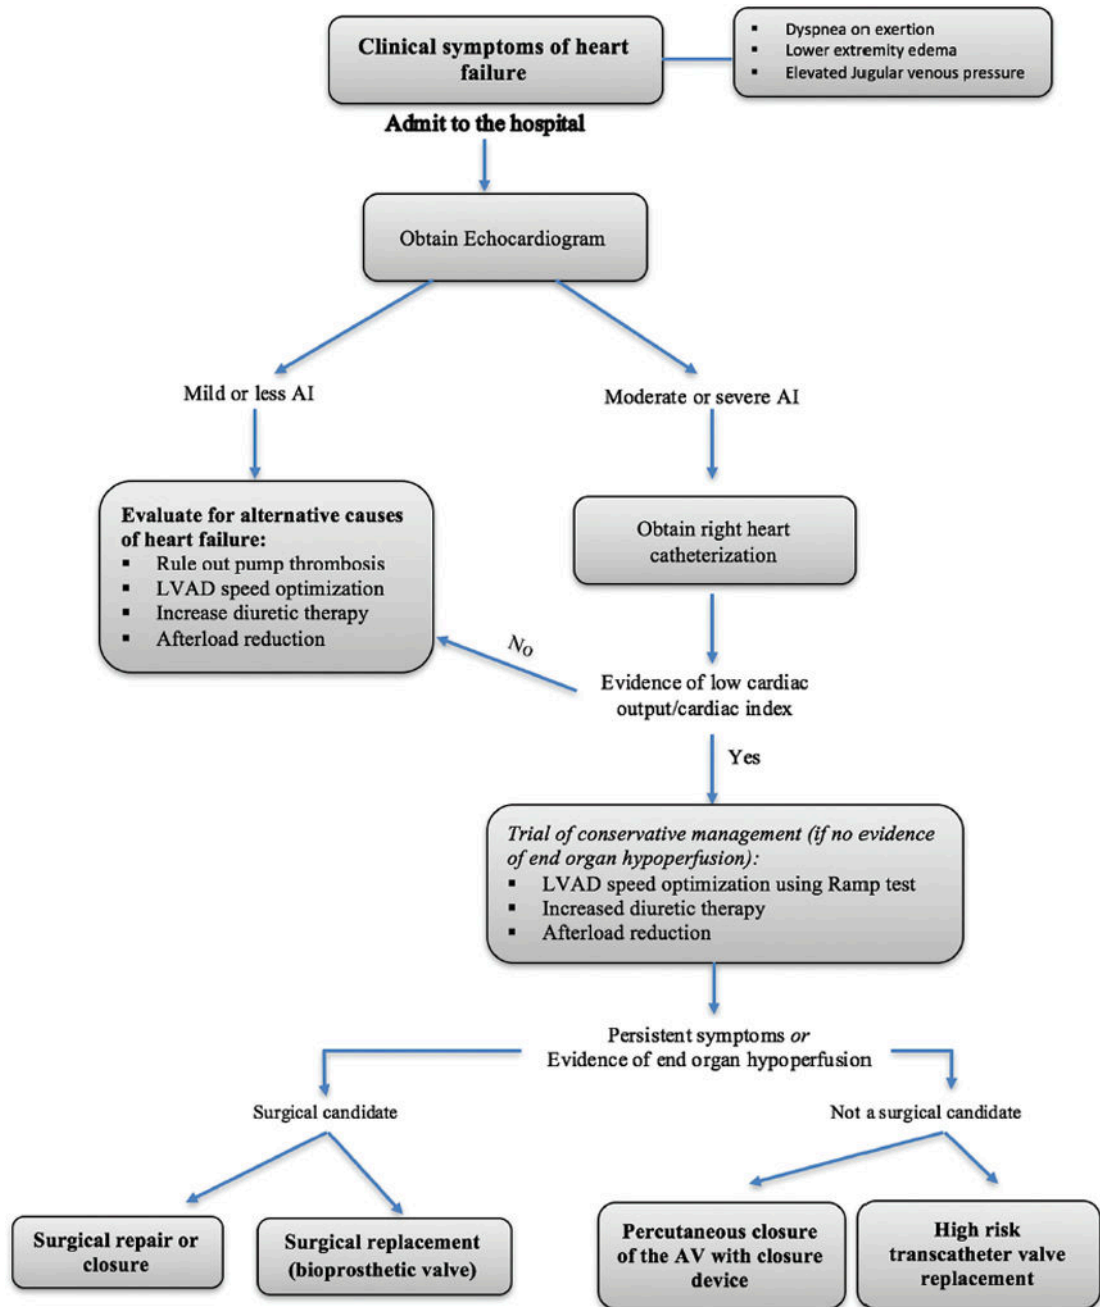 Clinical symptoms of heart
failure
▪ Dyspnea on exertion
▪ Lower extremity edema
▪ Elevated Jugular venous pressure
Admit to the hospital
Obtain Echocardiogram
Mild or less AI
Moderate or severe AI
Evaluate for alternative causes
of heart failure:
▪ Rule out pump thrombosis
▪ LVAD speed optimization
▪ Increase diuretic therapy
▪ Afterload reduction
Obtain right heart
catheterization
No
Evidence of low cardiac
output/cardiac index
Yes
Trial of conservative management (if no evidence
of end organ hypoperfusion):
▪ LVAD speed optimization using Ramp test
▪ Increased diuretic therapy
▪ Afterload reduction
Persistent symptoms or
Evidence of end organ hypoperfusion
Surgical candidate
Not a surgical candidate
Surgical repair or
closure
Surgical replacement
(bioprosthetic valve)
Percutaneous closure
of the AV with closure
device
High risk
transcatheter valve
replacement